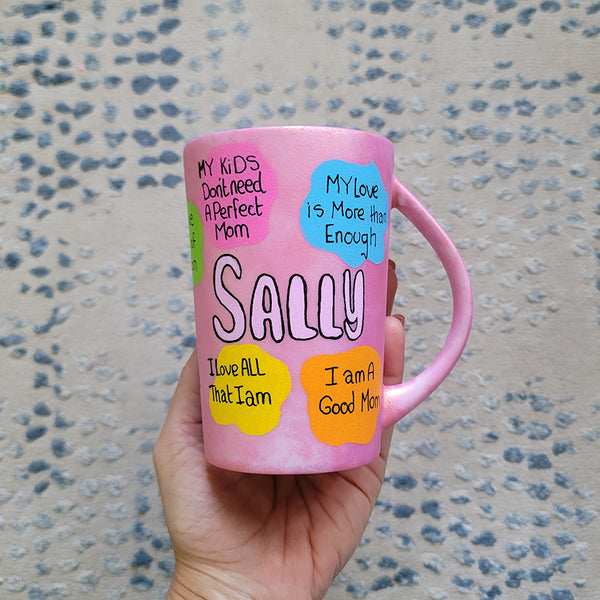 MY KiDS
Don't need
A Perfect
Mom
MY Love
is More than
Enough
SALLY
I Love ALL
That I am
I am A
Good Mom